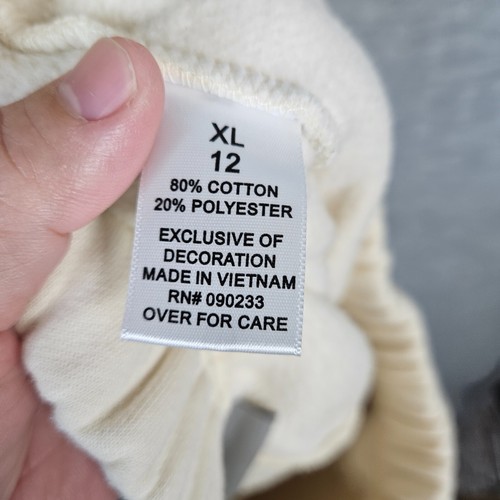 XL
12
80% COTTON
20% POLYESTER
EXCLUSIVE OF
DECORATION
MADE IN VIETNAM
RN# 090233
OVER FOR CARE